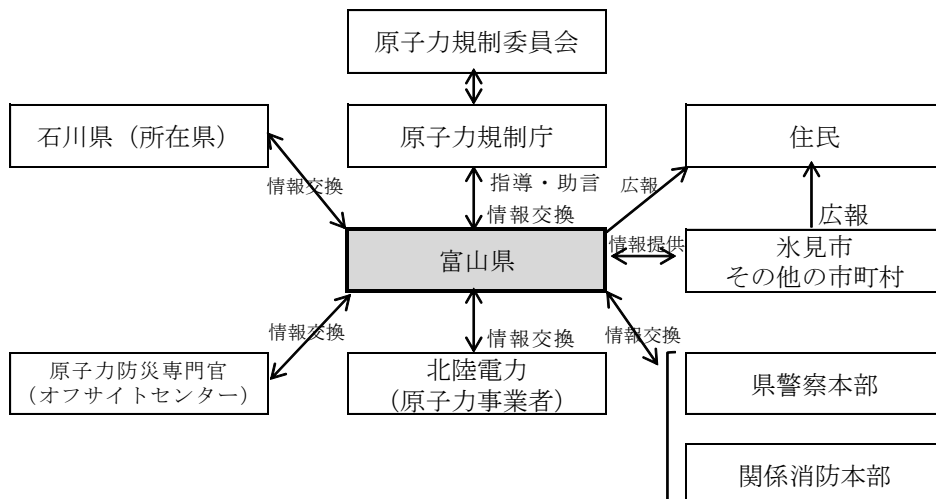 原子力規制委員会
石川県（所在県）
原子力規制庁
住民
情報交換
指導・助言
情報交換
広報
広報
富山県
情報提供
氷見市
その他の市町村
情報交換
情報交換
情報交換
原子力防災専門官
（オフサイトセンター）
北陸電力
（原子力事業者）
県警察本部
関係消防本部